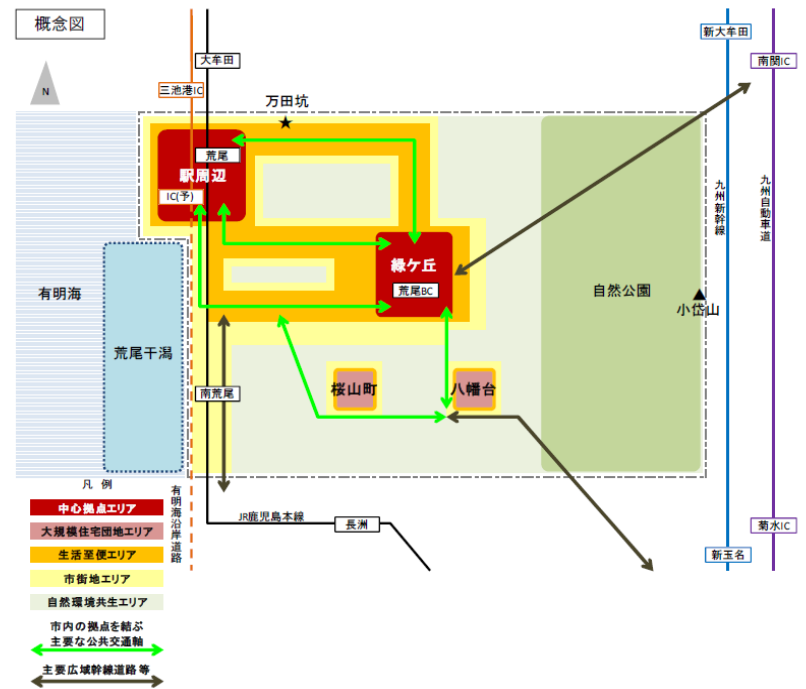 概念図
N
大牟田
三池港IC
新大牟田
南関IC
万田坑
★
荒尾
駅周辺
IC(予)
緑ケ丘
荒尾BC
九州新幹線
九州自動車道
有明海
荒尾干潟
自然公園
▲
小岱山
南荒尾
桜山町
八幡台
有明海沿岸道路
JR鹿児島本線
長洲
菊水IC
新玉名
凡 例
中心拠点エリア
大規模住宅団地エリア
生活至便エリア
市街地エリア
自然環境共生エリア
市内の拠点を結ぶ
主要な公共交通軸
主要広域幹線道路等